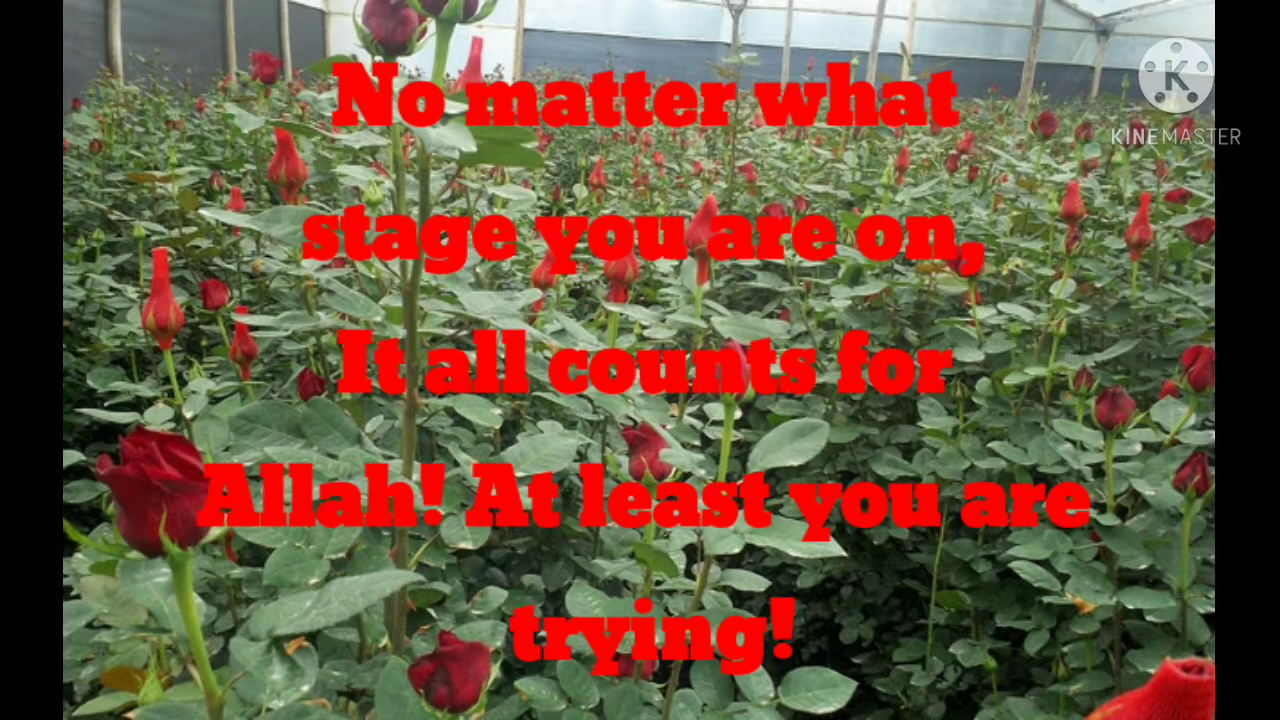 No matter what
stage you are on,
It all counts for
Allah! At least you are
trying!
K
KINEMASTER